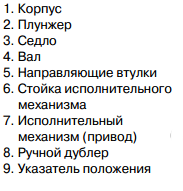 1. Корпус
2. Плунжер
3. Седло
4. Вал
5. Направляющие втулки
6. Стойка исполнительного
механизма
7. Исполнительный
механизм (привод)
8. Ручной дублер
9. Указатель положения